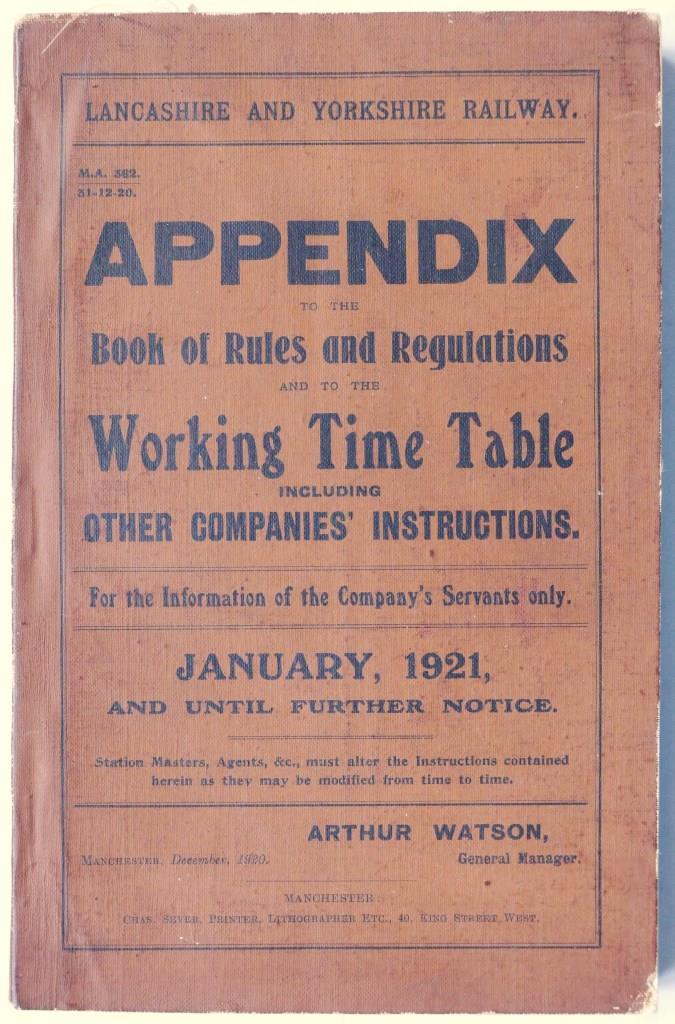 LANCASHIRE AND YORKSHIRE RAILWAY.
M.A. 362.
31-12-20.
APPENDIX
TO THE
Book of Rules and Regulations
AND TO THE
Working Time Table
INCLUDING
OTHER COMPANIES' INSTRUCTIONS.
For the Information of the Company's Servants only.
JANUARY, 1921,
AND UNTIL FURTHER NOTICE.
Station Masters, Agents, &c., must alter the Instructions contained
herein as they may be modified from time to time.
ARTHUR WATSON,
MANCHESTER, December, 1920. General Manager.
MANCHESTER
CHAS. SEVER, PRINTER, LITHOGRAPHER ETC., 40, KING STREET WEST.